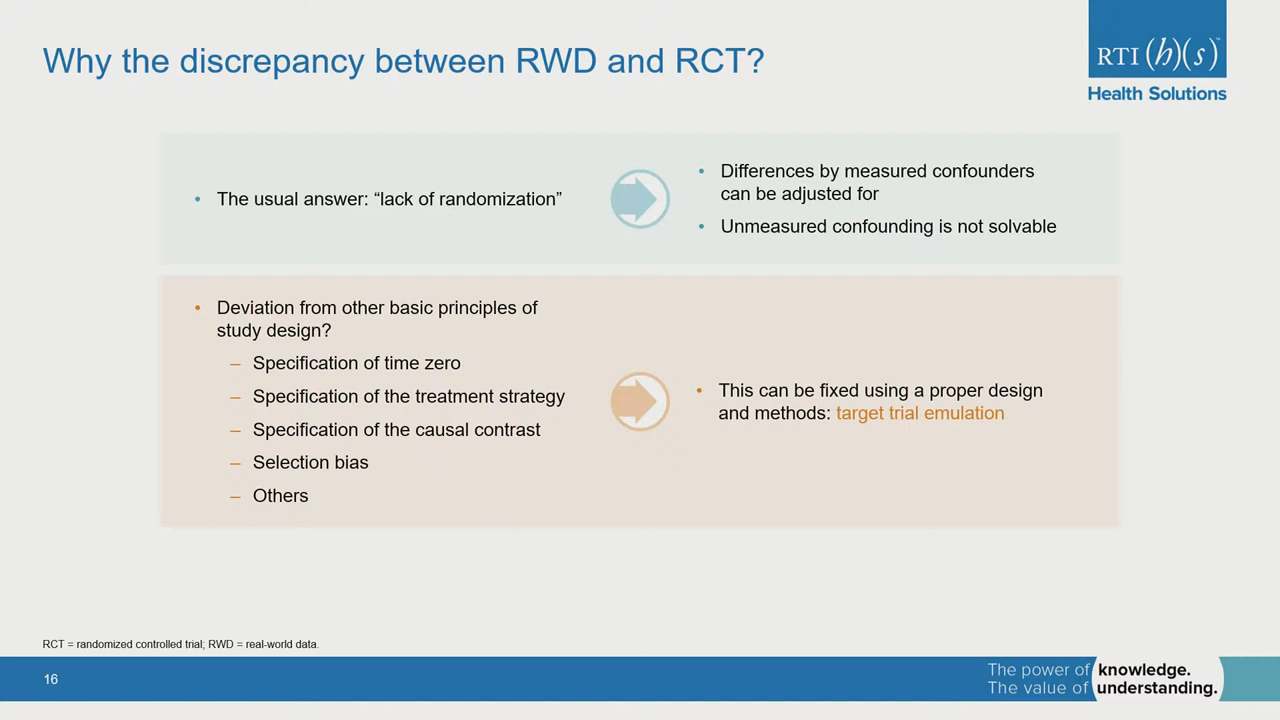 Why the discrepancy between RWD and RCT?
RTI (h)(s)™
Health Solutions
• The usual answer: “lack of randomization”
• Differences by measured confounders
can be adjusted for
• Unmeasured confounding is not solvable
• Deviation from other basic principles of
study design?
– Specification of time zero
– Specification of the treatment strategy
– Specification of the causal contrast
– Selection bias
– Others
• This can be fixed using a proper design
and methods: target trial emulation
RCT = randomized controlled trial; RWD = real-world data.
16
The power of knowledge.
The value of understanding.